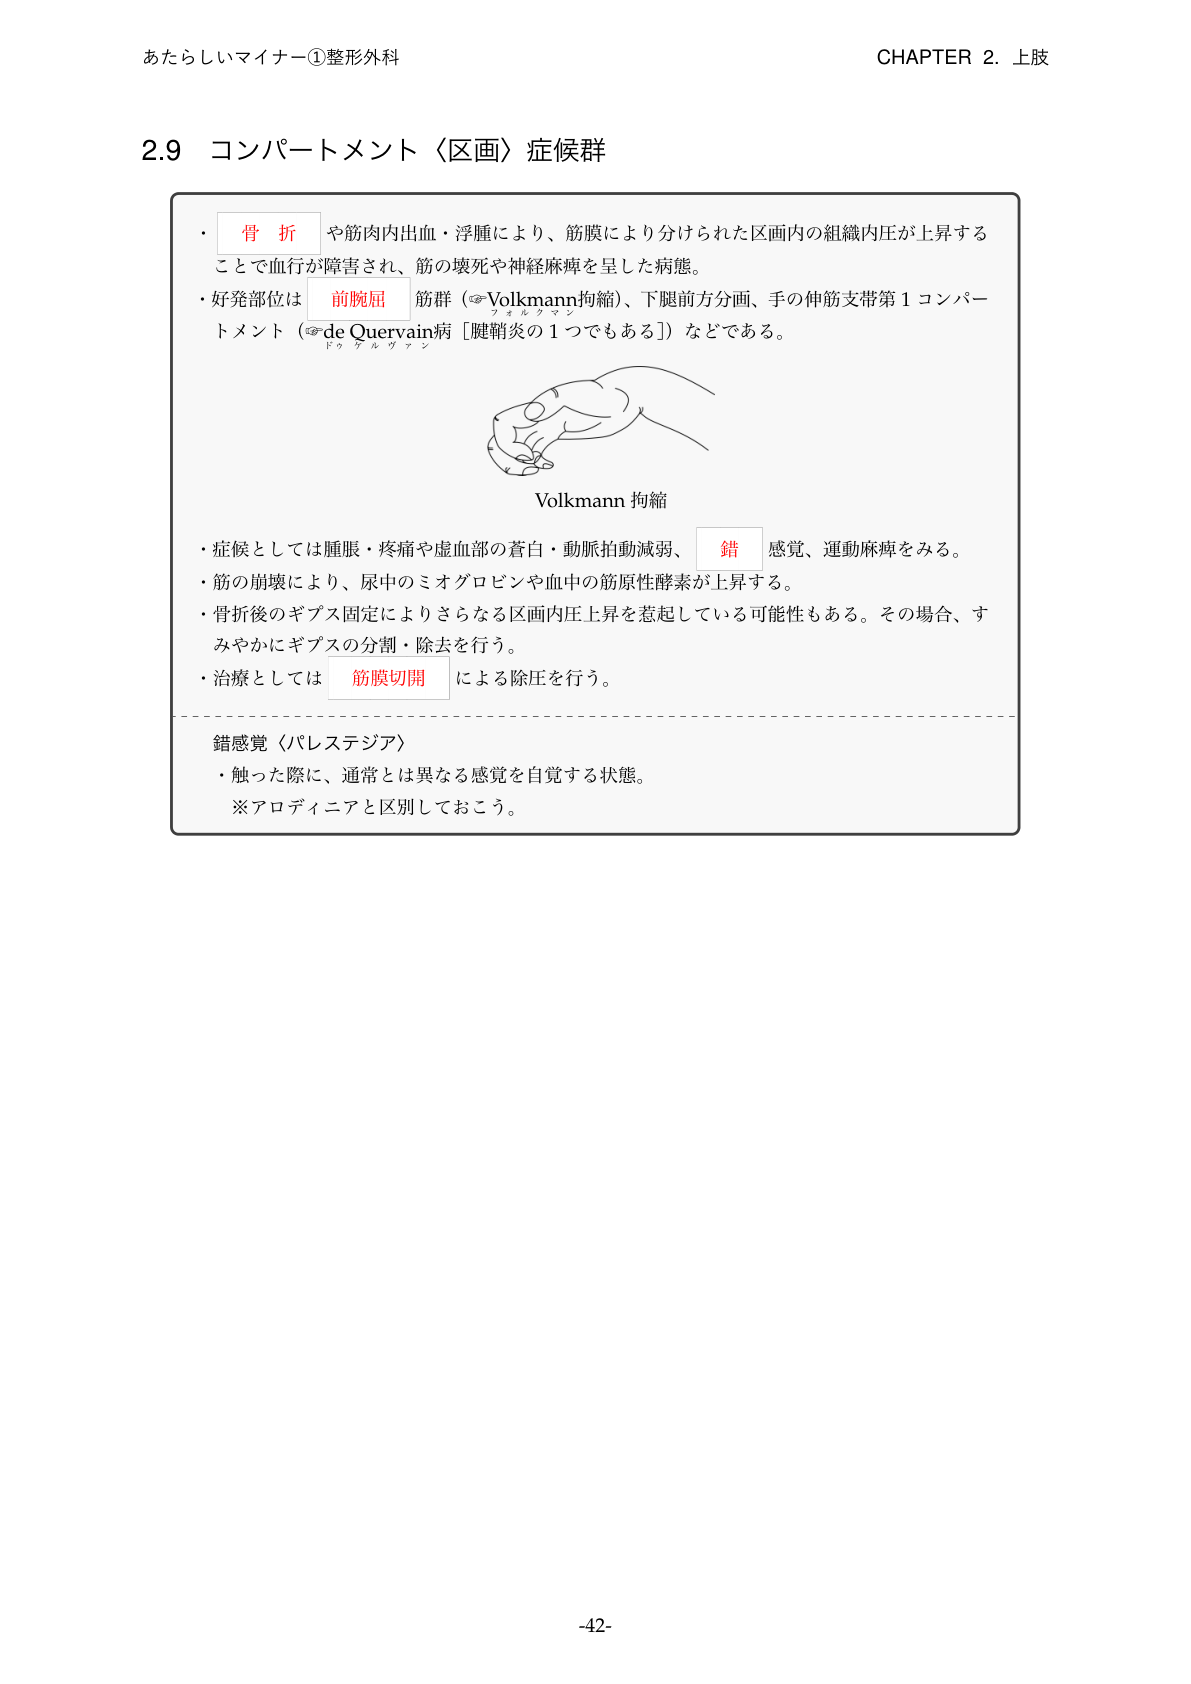 あたらしいマイナー①整形外科
CHAPTER 2. 上肢
2.9 コンパートメント〈区画〉症候群
・ 骨 折 や筋肉内出血・浮腫により、筋膜により分けられた区画内の組織内圧が上昇する
ことで血行が障害され、筋の壊死や神経麻痺を呈した病態。
・好発部位は 前腕屈 筋群（☞Volkmann拘縮）、下腿前方分画、手の伸筋支帯第 1 コンパー
フォルクマン
トメント（☞de Quervain病［腱鞘炎の 1 つでもある］）などである。
ドゥ ケルヴァン
Volkmann 拘縮
・症候としては腫脹・疼痛や虚血部の蒼白・動脈拍動減弱、 錯 感覚、運動麻痺をみる。
・筋の崩壊により、尿中のミオグロビンや血中の筋原性酵素が上昇する。
・骨折後のギプス固定によりさらなる区画内圧上昇を惹起している可能性もある。その場合、す
みやかにギプスの分割・除去を行う。
・治療としては 筋膜切開 による除圧を行う。
錯感覚〈パレステジア〉
・触った際に、通常とは異なる感覚を自覚する状態。
※アロディニアと区別しておこう。
-42-